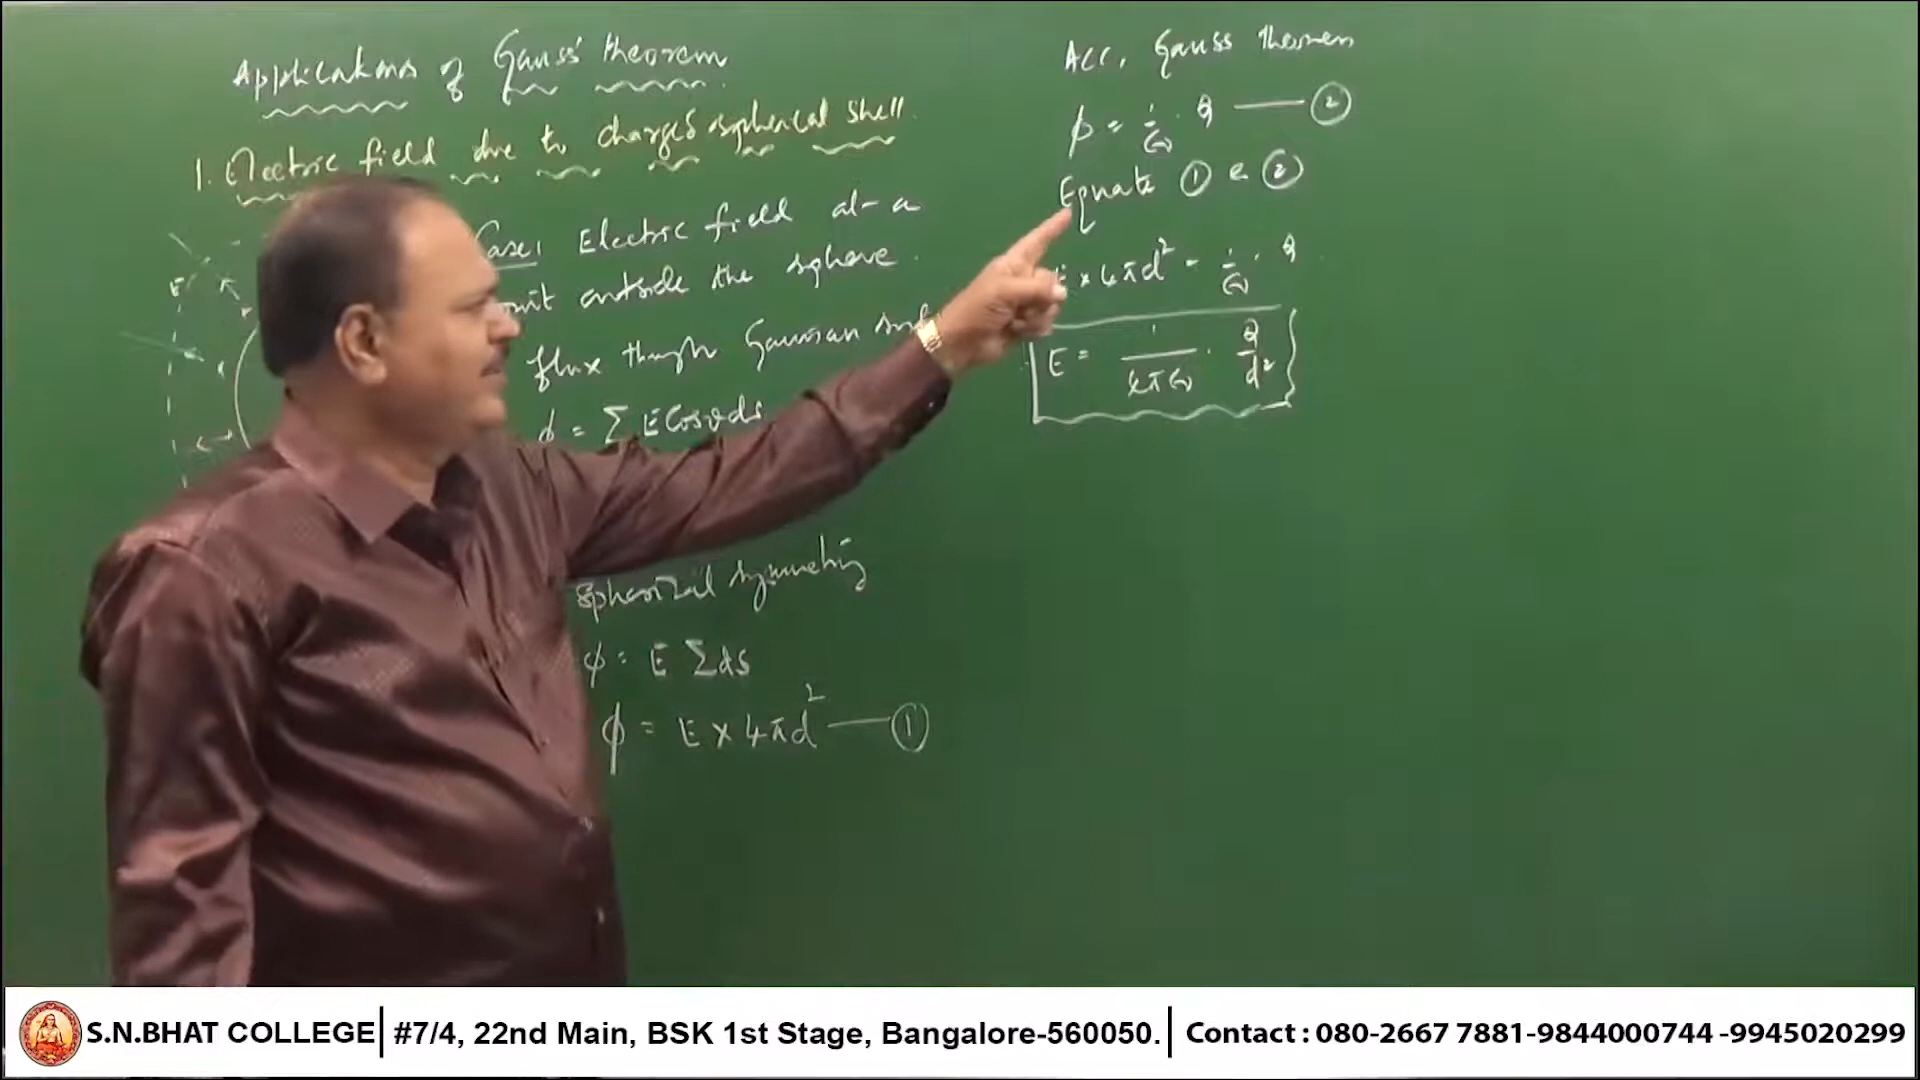 Applications of Gauss' theorem
1. Electric field due to charged spherical shell.
Case1 Electric field at a
outside the sphere.
flux through Gaussian
ϕ = Σ E Cosθ ds
spherical symmetry
ϕ = E Σds
ϕ = E × 4πd² — ①
Acc. Gauss theorem
ϕ = 1/ϵ₀ . q — ②
Equate ① & ②
E × 4πd² = 1/ϵ₀ . q
E = 1/4πϵ₀ . q/d²
S.N.BHAT COLLEGE | #7/4, 22nd Main, BSK 1st Stage, Bangalore-560050. | Contact : 080-2667 7881-9844000744 -9945020299